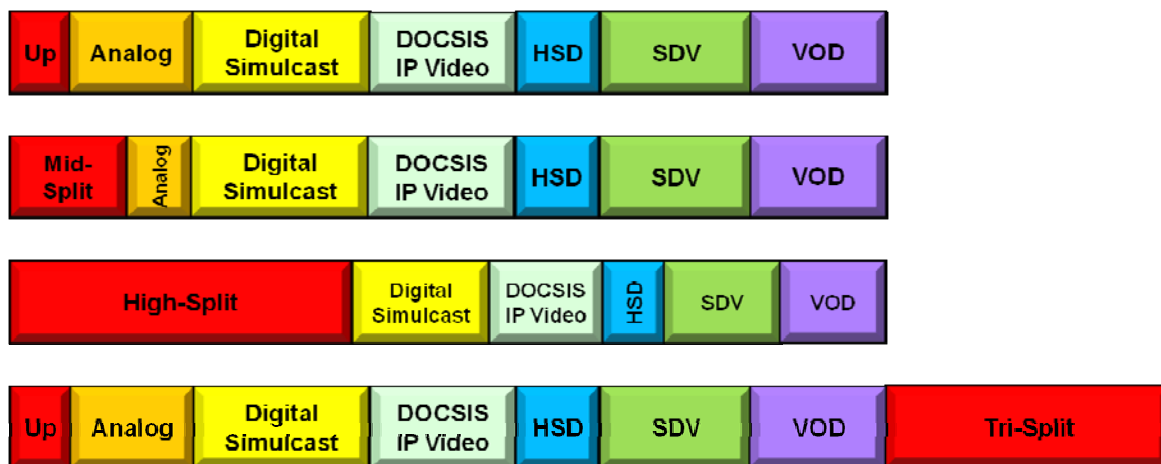 Up Analog Digital Simulcast DOCSIS IP Video HSD SDV VOD
Mid-Split Analog Digital Simulcast DOCSIS IP Video HSD SDV VOD
High-Split Digital Simulcast DOCSIS IP Video HSD SDV VOD
Up Analog Digital Simulcast DOCSIS IP Video HSD SDV VOD Tri-Split